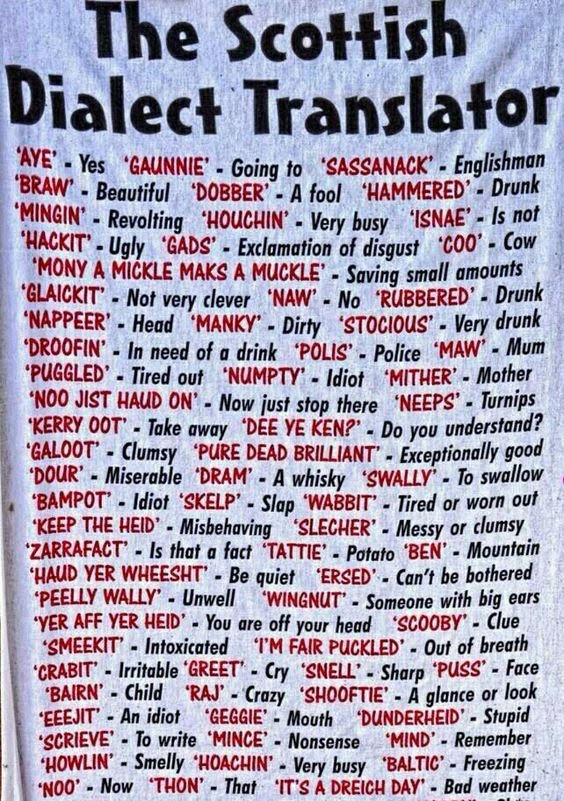 The Scottish
Dialect Translator
'AYE' - Yes 'GAUNNIE' - Going to 'SASSANACK' - Englishman
'BRAW' - Beautiful 'DOBBER' - A fool 'HAMMERED' - Drunk
'MINGIN' - Revolting 'HOUCHIN' - Very busy 'ISNAE' - Is not
'HACKIT' - Ugly 'GADS' - Exclamation of disgust 'COO' - Cow
'MONY A MICKLE MAKS A MUCKLE' - Saving small amounts
'GLAICKIT' - Not very clever 'NAW' - No 'RUBBERED' - Drunk
'NAPPEER' - Head 'MANKY' - Dirty 'STOCIOUS' - Very drunk
'DROOFIN' - In need of a drink 'POLIS' - Police 'MAW' - Mum
'PUGGLED' - Tired out 'NUMPTY' - Idiot 'MITHER' - Mother
'NOO JIST HAUD ON' - Now just stop there 'NEEPS' - Turnips
'KERRY OOT' - Take away 'DEE YE KEN?' - Do you understand?
'GALOOT' - Clumsy 'PURE DEAD BRILLIANT' - Exceptionally good
'DOUR' - Miserable 'DRAM' - A whisky 'SWALLY' - To swallow
'BAMPOT' - Idiot 'SKELP' - Slap 'WABBIT' - Tired or worn out
'KEEP THE HEID' - Misbehaving 'SLECHER' - Messy or clumsy
'ZARRAFACT' - Is that a fact 'TATTIE' - Potato 'BEN' - Mountain
'HAUD YER WHEESHT' - Be quiet 'ERSED' - Can't be bothered
'PEELLY WALLY' - Unwell 'WINGNUT' - Someone with big ears
'YER AFF YER HEID' - You are off your head 'SCOOBY' - Clue
'SMEEKIT' - Intoxicated 'I'M FAIR PUCKLED' - Out of breath
'CRABIT' - Irritable 'GREET' - Cry 'SNELL' - Sharp 'PUSS' - Face
'BAIRN' - Child 'RAJ' - Crazy 'SHOOFTIE' - A glance or look
'EEEJIT' - An idiot 'GEGGIE' - Mouth 'DUNDERHEID' - Stupid
'SCRIEVE' - To write 'MINCE' - Nonsense 'MIND' - Remember
'HOWLIN' - Smelly 'HOACHIN' - Very busy 'BALTIC' - Freezing
'NOO' - Now 'THON' - That 'IT'S A DREICH DAY' - Bad weather